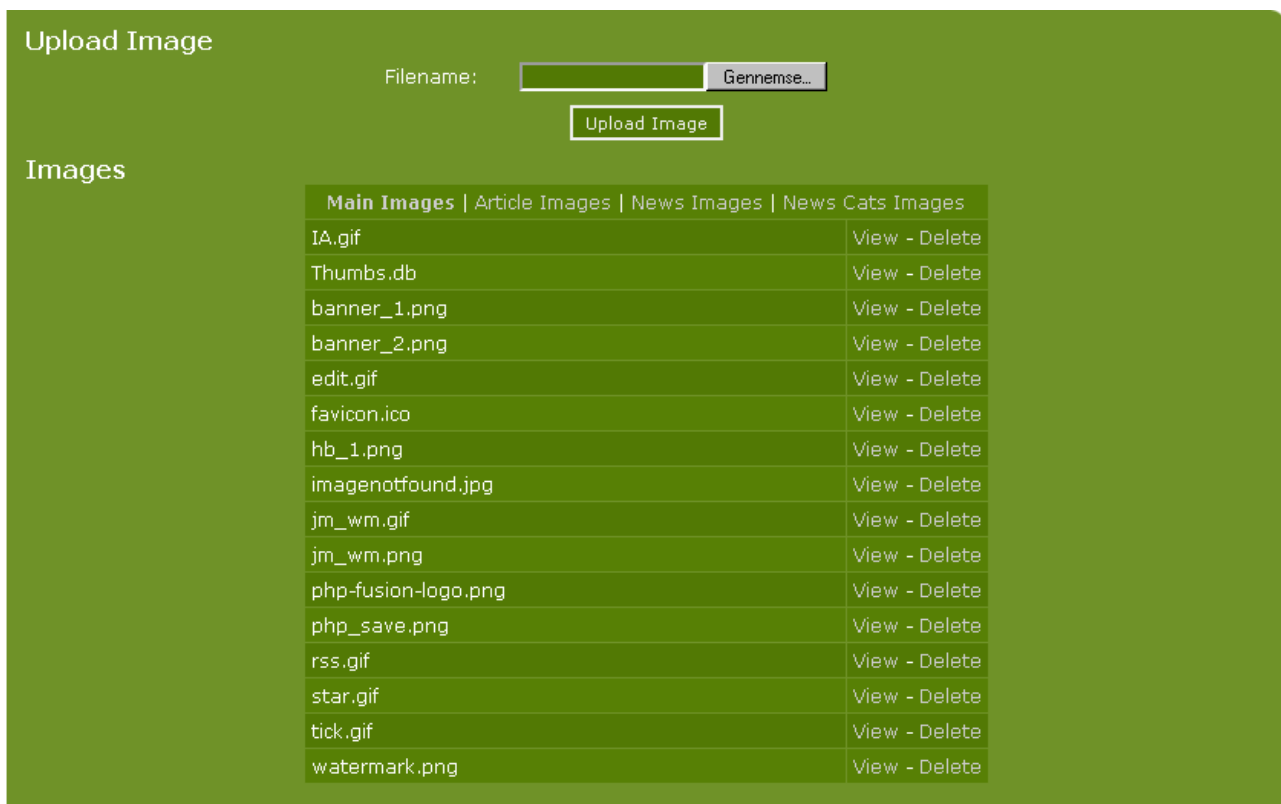 Upload Image
Filename: Gennemse...
Upload Image
Images
Main Images | Article Images | News Images | News Cats Images
IA.gif View - Delete
Thumbs.db View - Delete
banner_1.png View - Delete
banner_2.png View - Delete
edit.gif View - Delete
favicon.ico View - Delete
hb_1.png View - Delete
imagenotfound.jpg View - Delete
jm_wm.gif View - Delete
jm_wm.png View - Delete
php-fusion-logo.png View - Delete
php_save.png View - Delete
rss.gif View - Delete
star.gif View - Delete
tick.gif View - Delete
watermark.png View - Delete